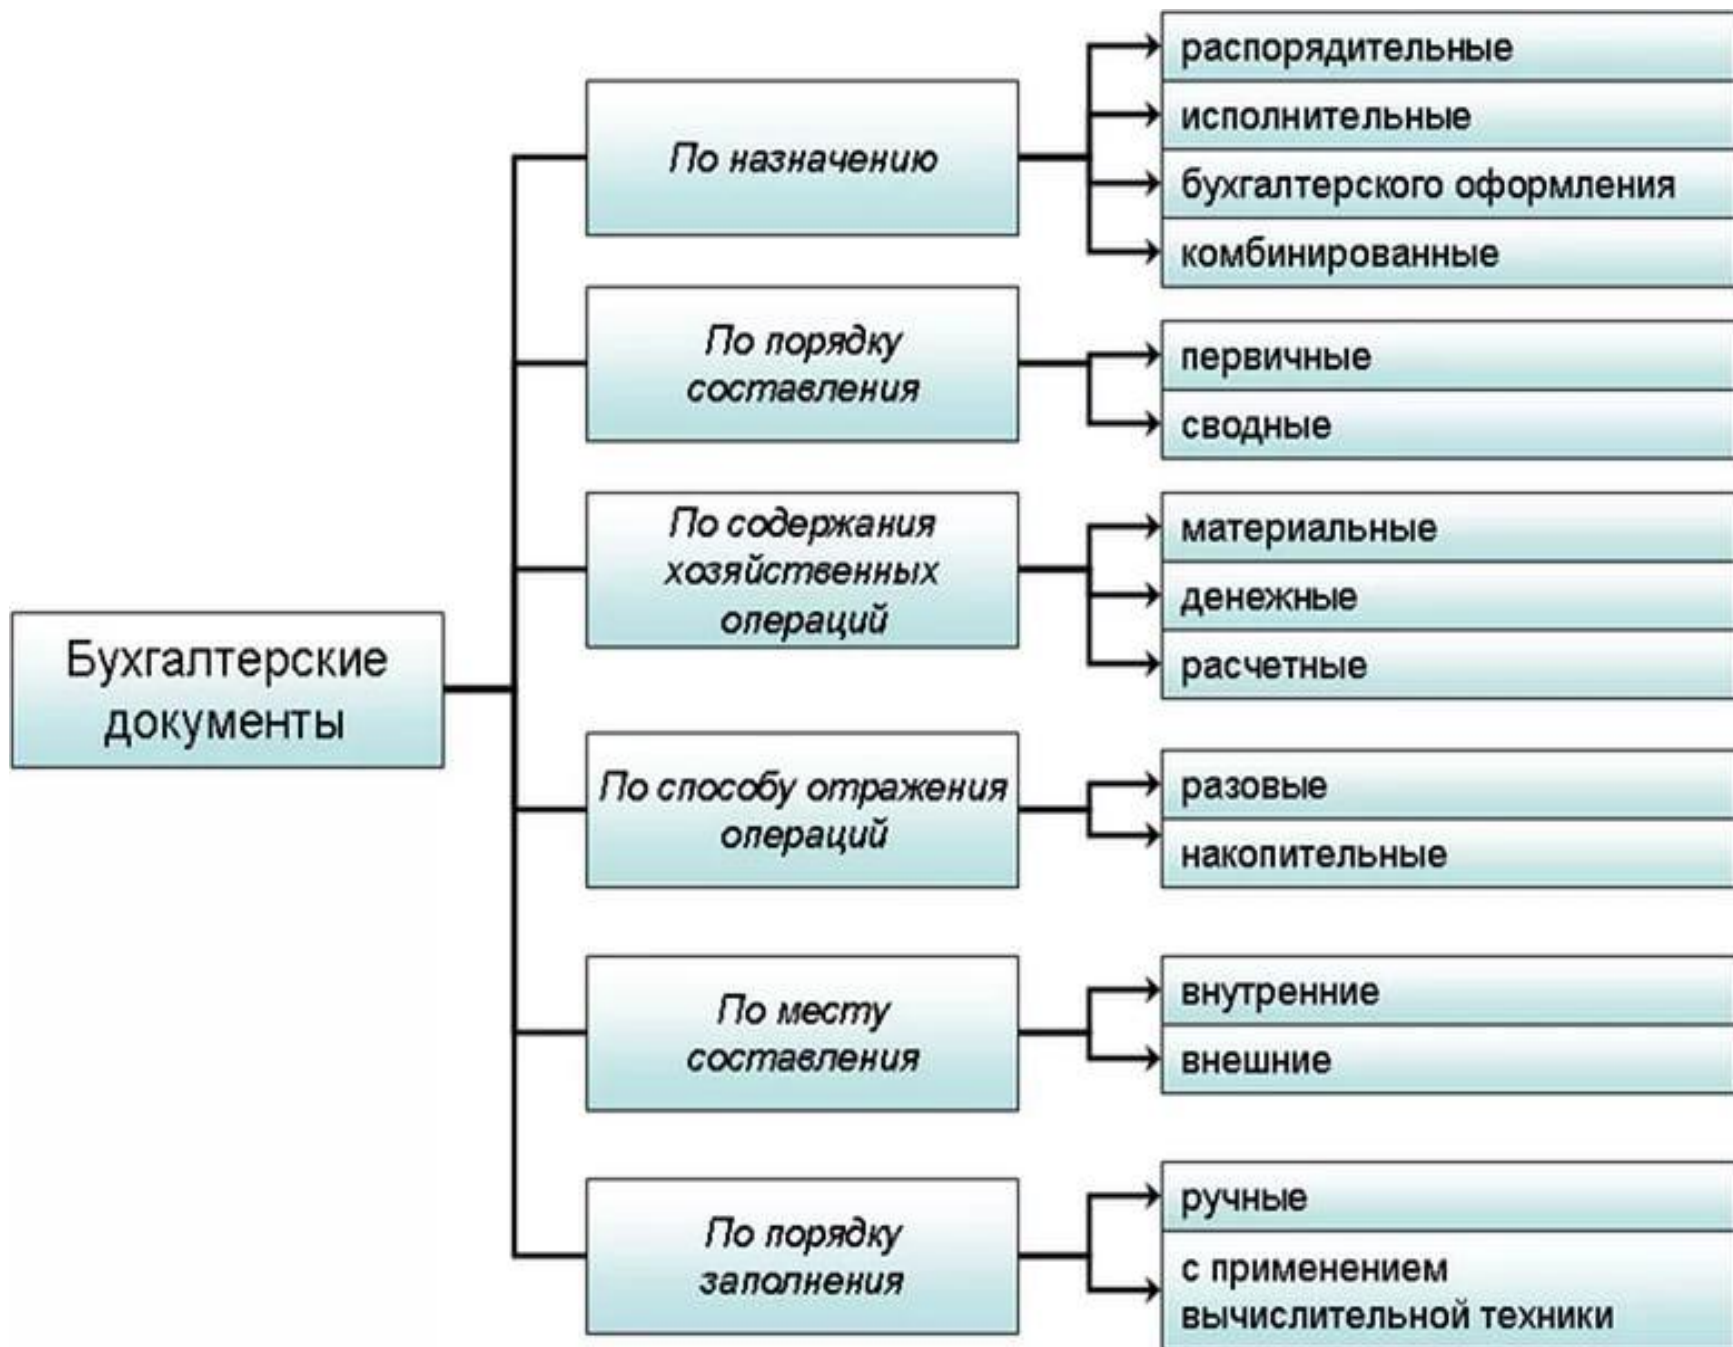 Бухгалтерские
документы
По назначению
распорядительные
исполнительные
бухгалтерского оформления
комбинированные
По порядку
составления
первичные
сводные
По содержания
хозяйственных
операций
материальные
денежные
расчетные
По способу отражения
операций
разовые
накопительные
По месту
составления
внутренние
внешние
По порядку
заполнения
ручные
с применением
вычислительной техники